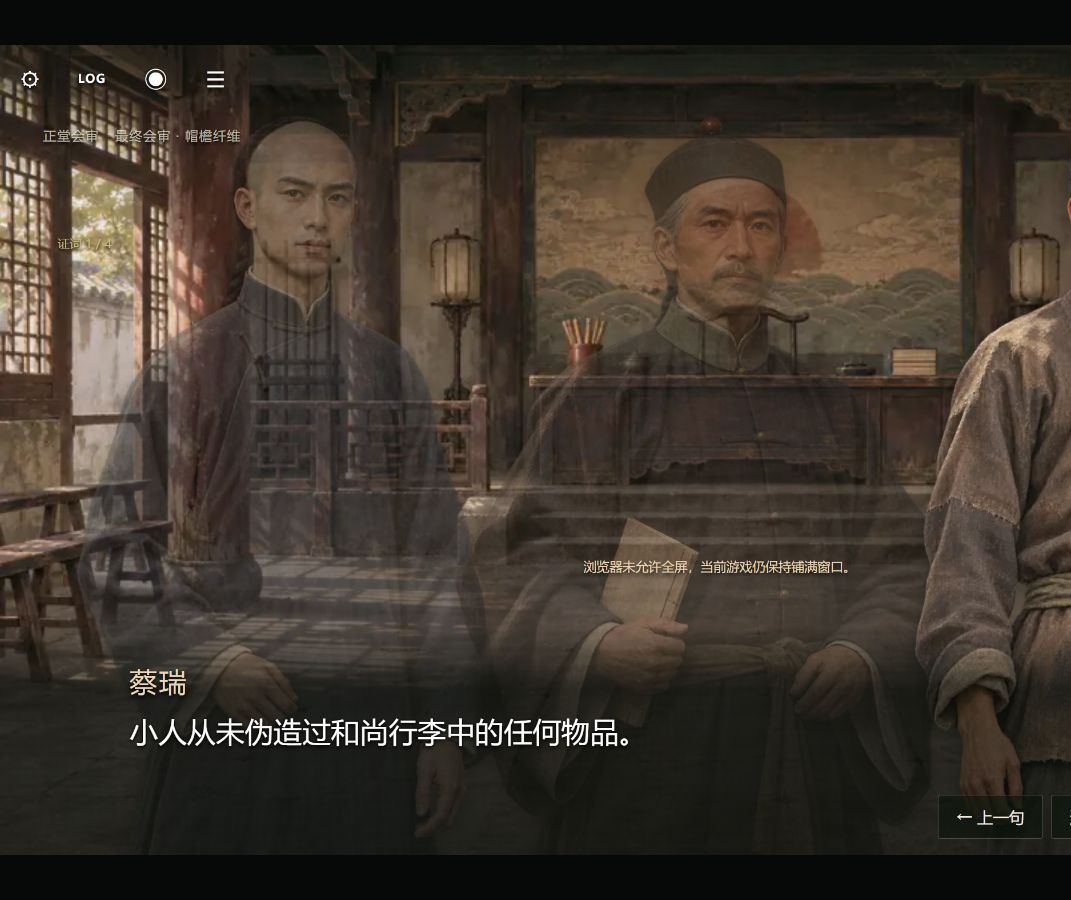 LOG
正堂会审 · 最终会审 · 帽檐纤维
证词 1 / 4
浏览器未允许全屏，当前游戏仍保持铺满窗口。
蔡瑞
小人从未伪造过和尚行李中的任何物品。
← 上一句